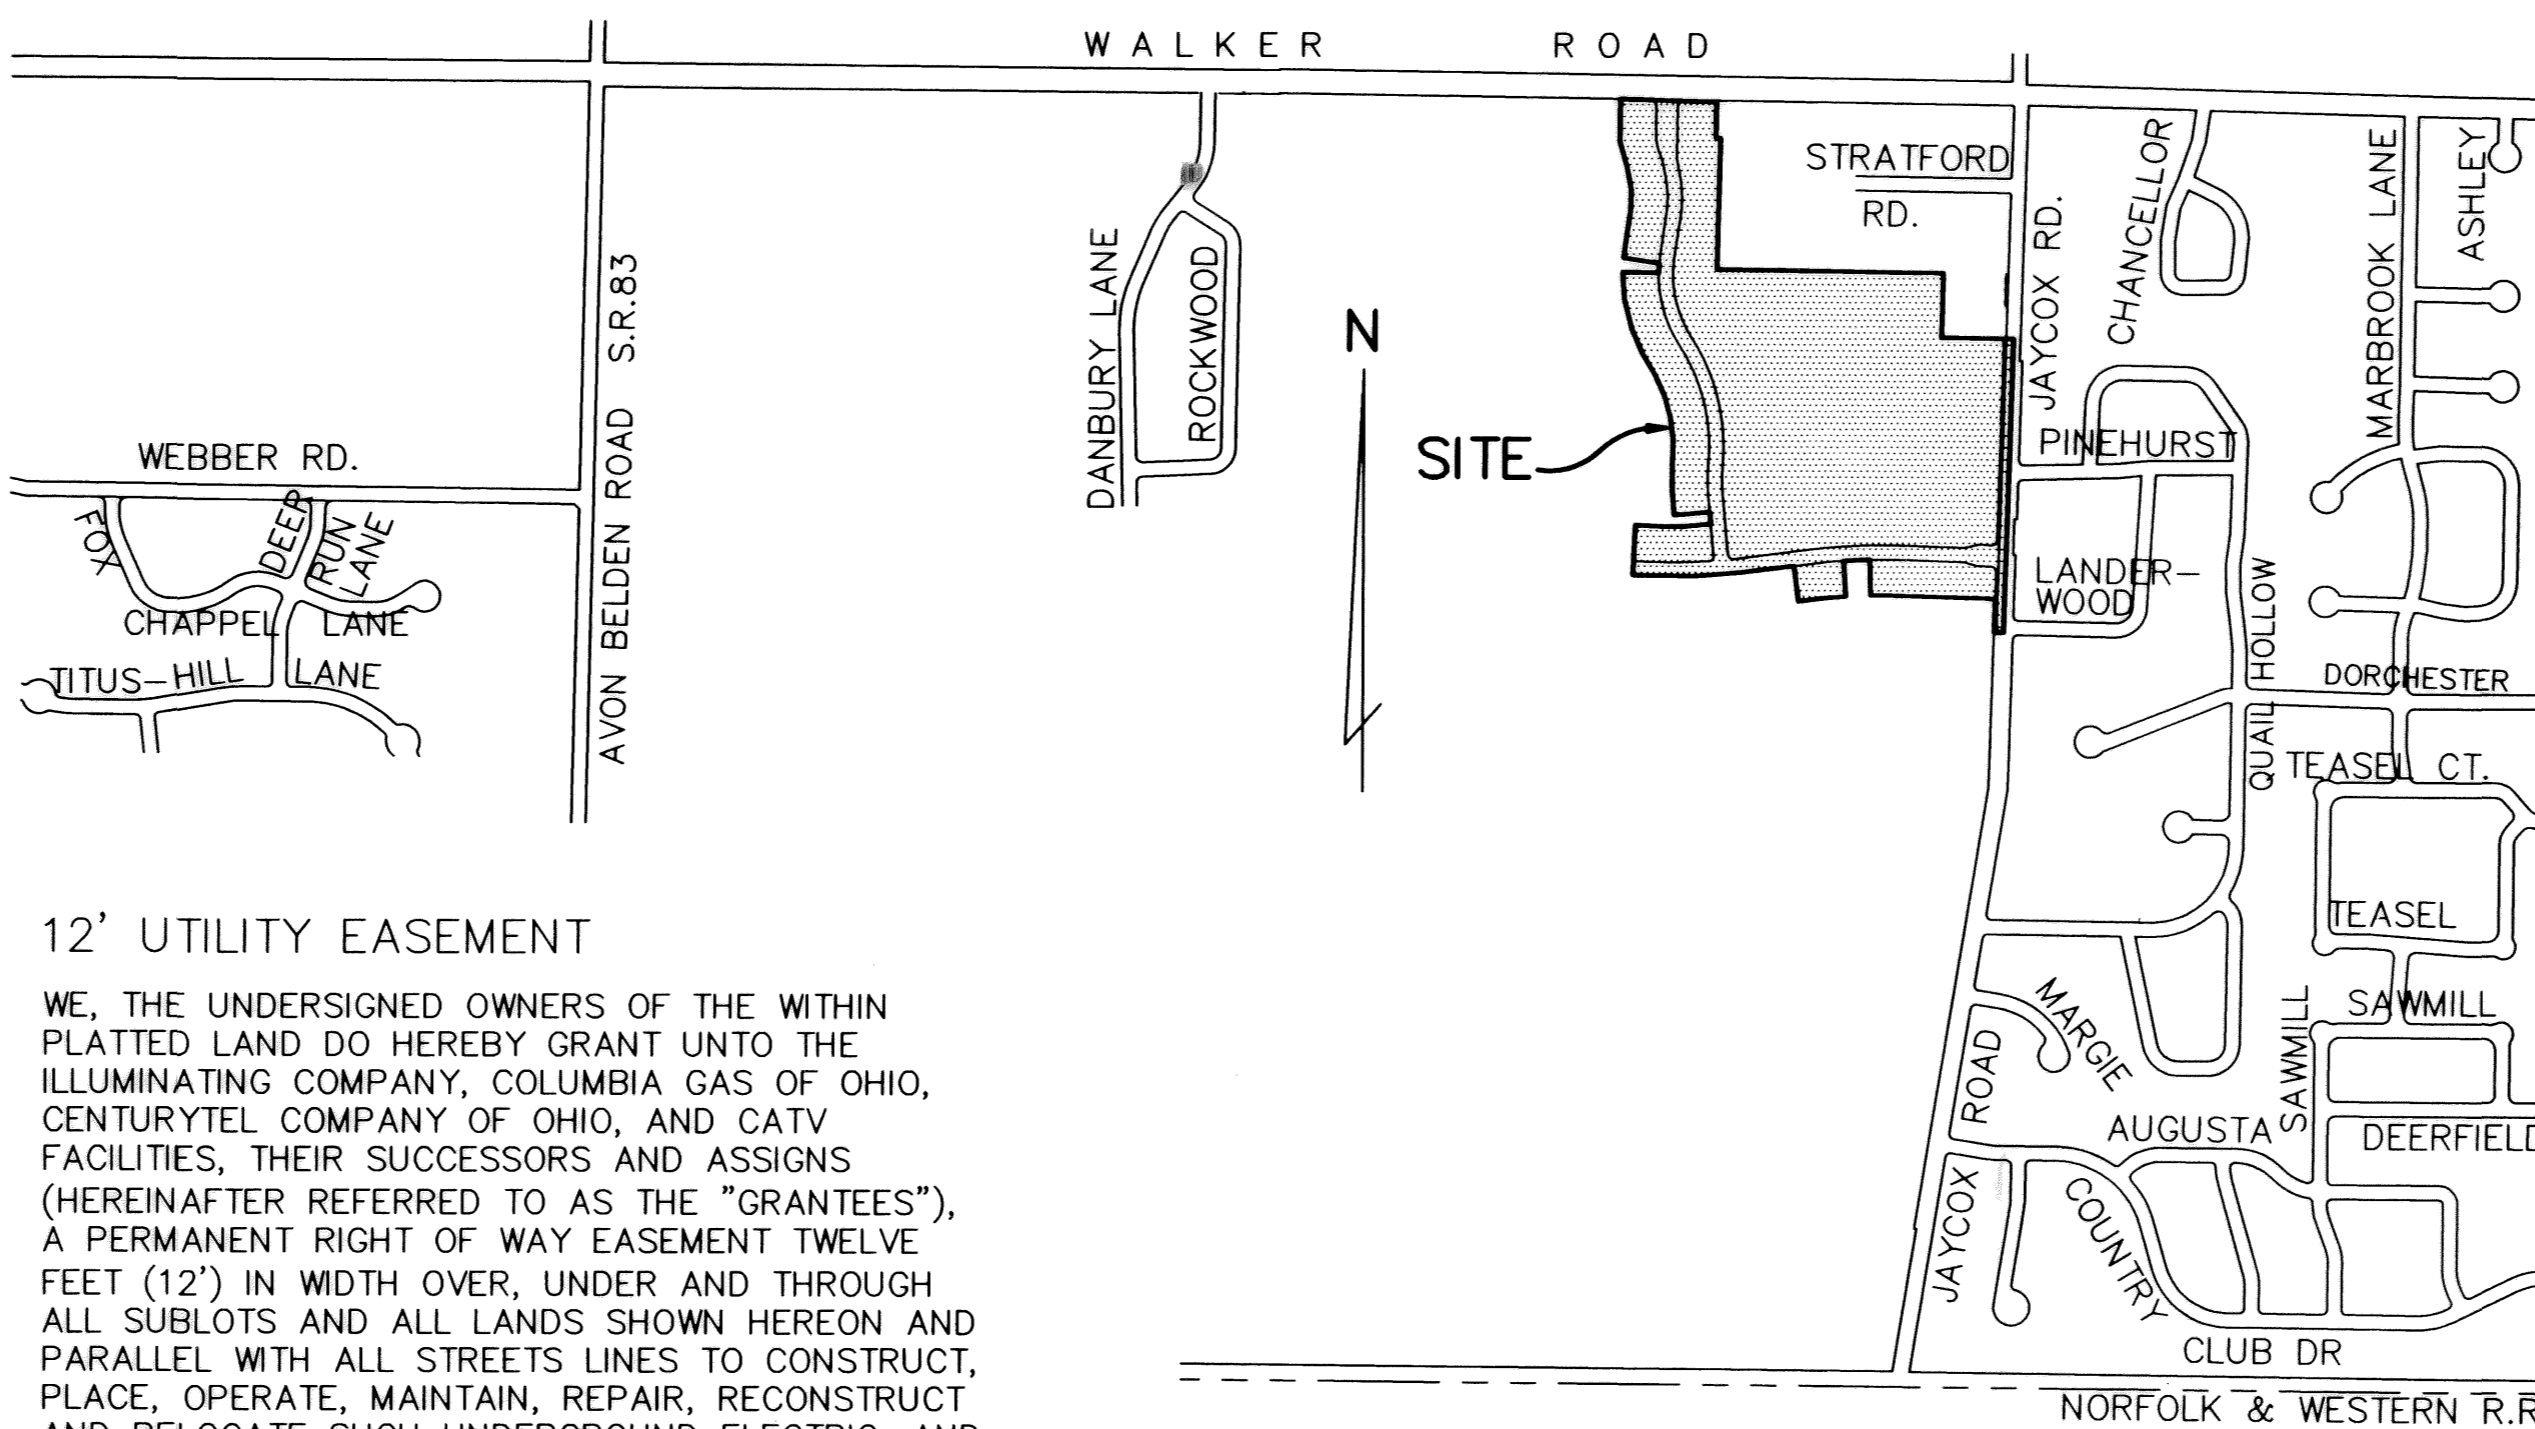 WALKER ROAD
STRATFORD
RD.
JAYCOX RD.
CHANCELLOR
MARBROOK LANE
ASHLEY
AVON BELDEN ROAD S.R.83
DANBURY LANE
ROCKWOOD
N
SITE
WEBBER RD.
PINEHURST
FOX
DEER
RUN
LANE
CHAPPEL LANE
LANDER-
WOOD
TITUS-HILL LANE
QUAIL HOLLOW
DORCHESTER
TEASEL CT.
TEASEL
MARGIE
SAWMILL
SAWMILL
JAYCOX ROAD
AUGUSTA
DEERFIELD
COUNTRY
CLUB DR
NORFOLK & WESTERN R.R
12' UTILITY EASEMENT
WE, THE UNDERSIGNED OWNERS OF THE WITHIN
PLATTED LAND DO HEREBY GRANT UNTO THE
ILLUMINATING COMPANY, COLUMBIA GAS OF OHIO,
CENTURYTEL COMPANY OF OHIO, AND CATV
FACILITIES, THEIR SUCCESSORS AND ASSIGNS
(HEREINAFTER REFERRED TO AS THE "GRANTEES"),
A PERMANENT RIGHT OF WAY EASEMENT TWELVE
FEET (12') IN WIDTH OVER, UNDER AND THROUGH
ALL SUBLOTS AND ALL LANDS SHOWN HEREON AND
PARALLEL WITH ALL STREETS LINES TO CONSTRUCT,
PLACE, OPERATE, MAINTAIN, REPAIR, RECONSTRUCT
AND RELOCATE SUCH UNDERGROUND ELECTRIC AND